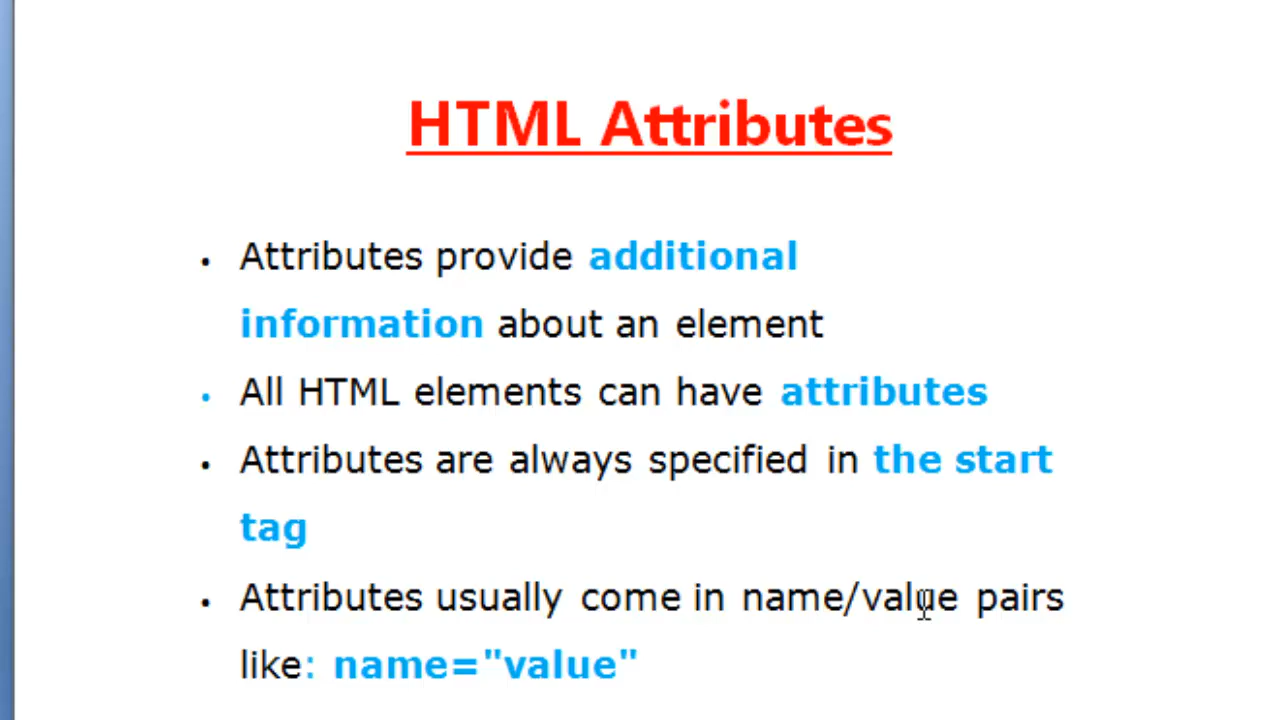 HTML Attributes
• Attributes provide additional
information about an element
• All HTML elements can have attributes
• Attributes are always specified in the start
tag
• Attributes usually come in name/value pairs
like: name="value"